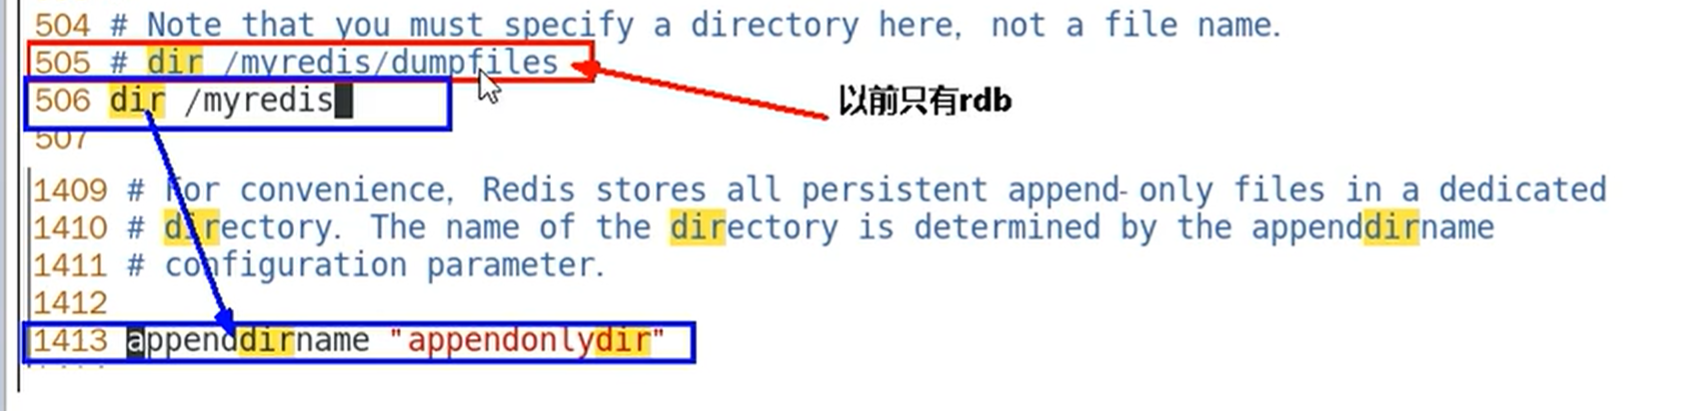 504 # Note that you must specify a directory here, not a file name.
505 # dir /myredis/dumpfiles
以前只有rdb
506 dir /myredis
507
1409 # For convenience, Redis stores all persistent append-only files in a dedicated
1410 # directory. The name of the directory is determined by the appenddirname
1411 # configuration parameter.
1412
1413 appenddirname "appendonlydir"